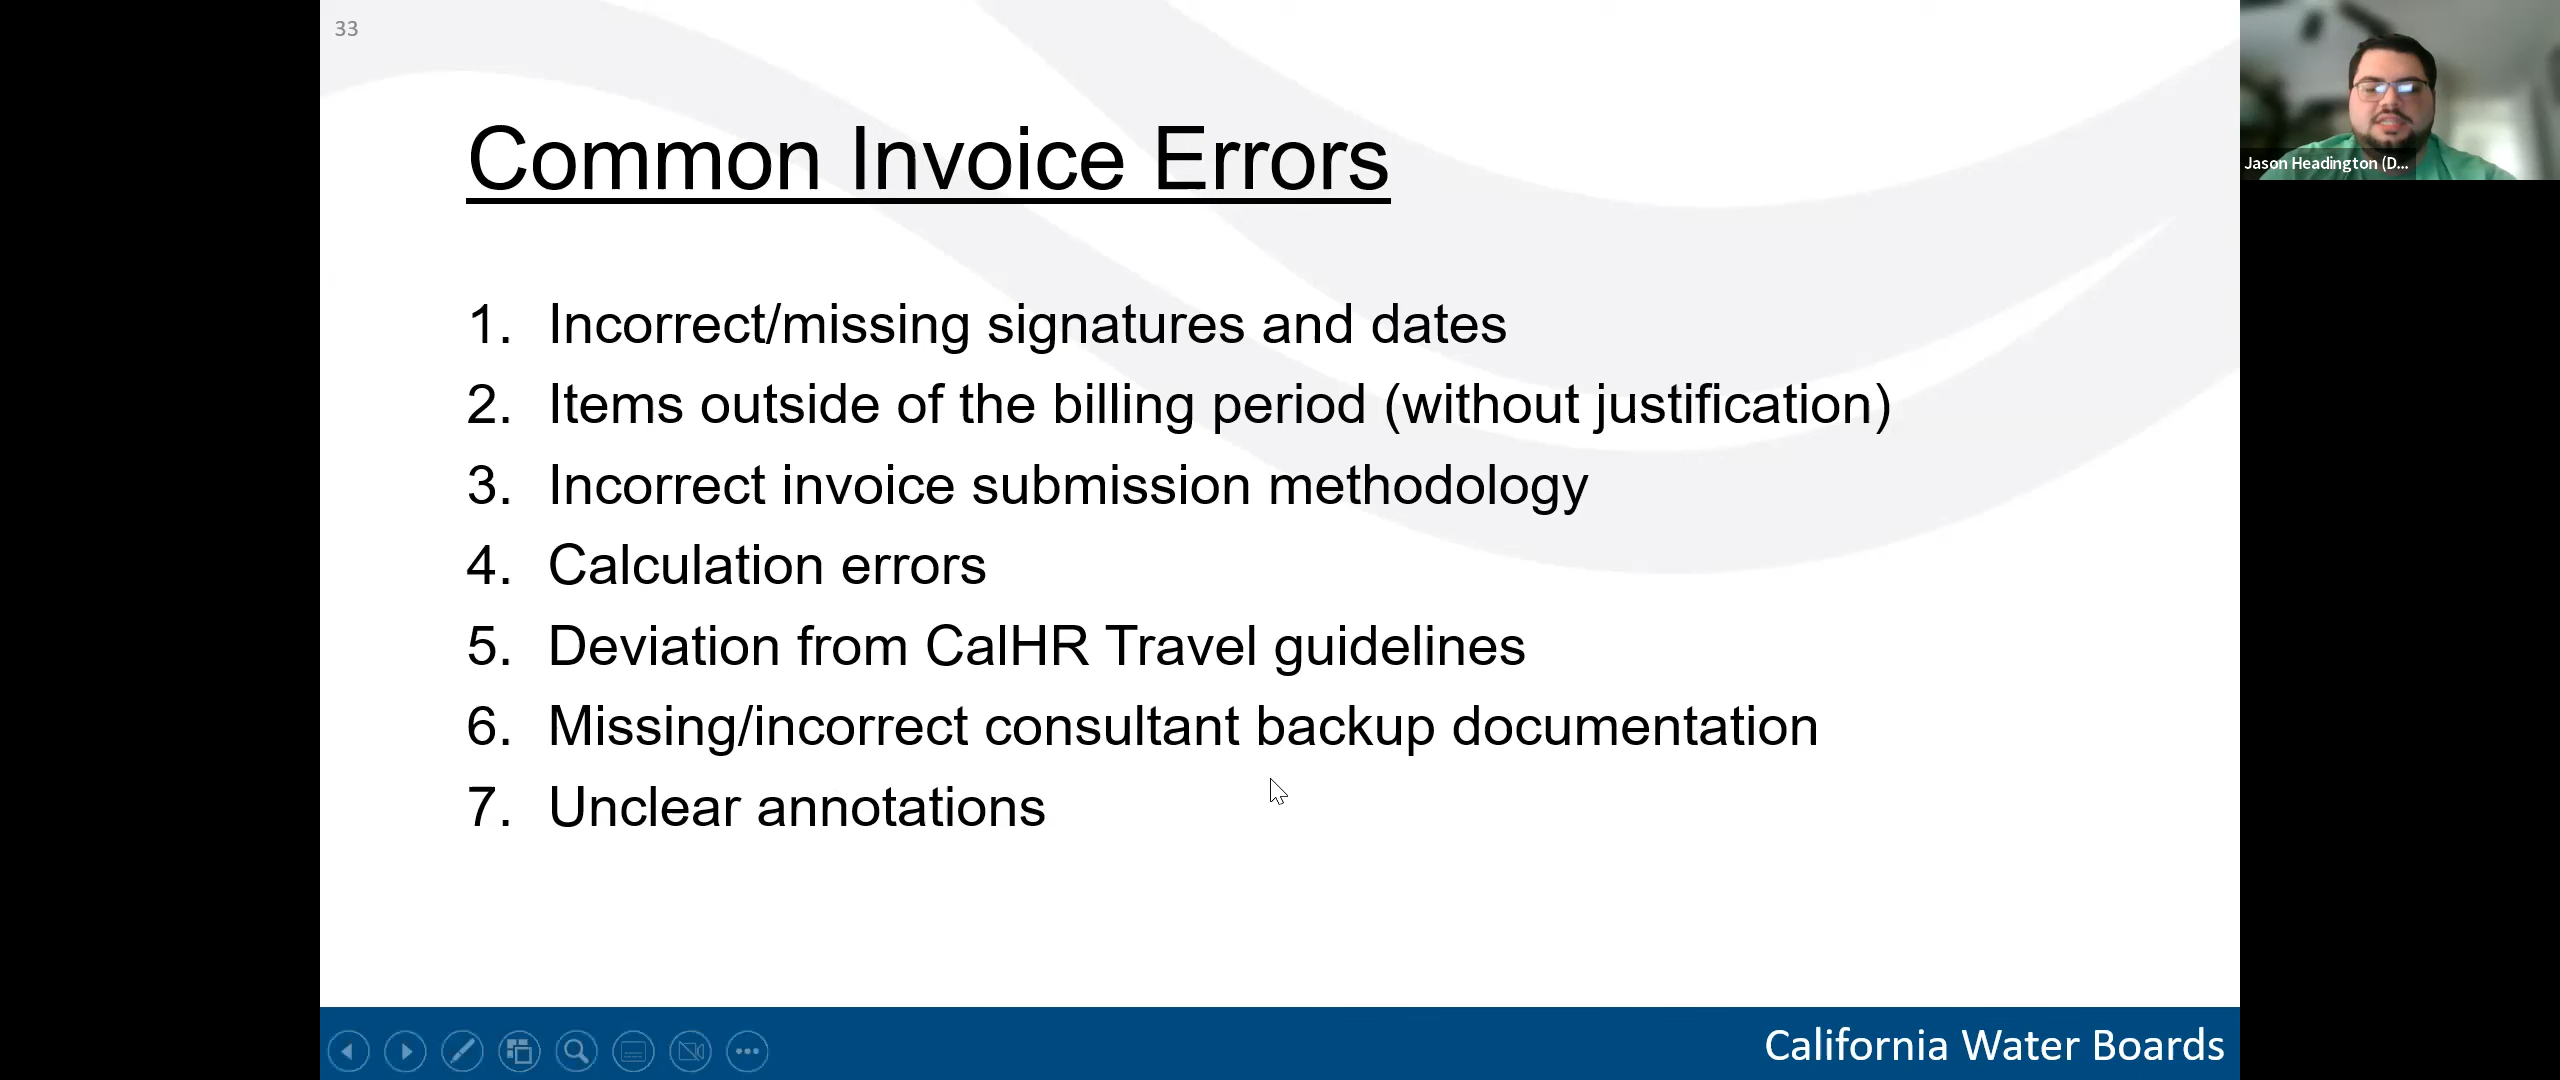 33
Common Invoice Errors
1. Incorrect/missing signatures and dates
2. Items outside of the billing period (without justification)
3. Incorrect invoice submission methodology
4. Calculation errors
5. Deviation from CalHR Travel guidelines
6. Missing/incorrect consultant backup documentation
7. Unclear annotations
California Water Boards
Jason Headington (D...